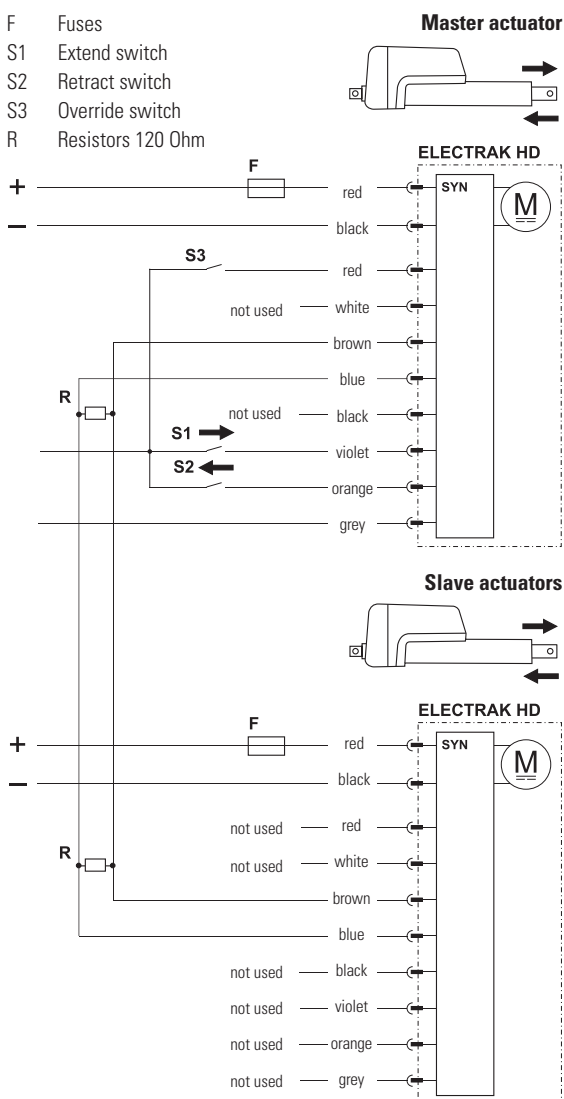 F Fuses
S1 Extend switch
S2 Retract switch
S3 Override switch
R Resistors 120 Ohm
Master actuator
ELECTRAK HD
+ F red SYN M
− black
S3 red
not used white
brown
blue
R
not used black
S1 violet
S2 orange
grey
Slave actuators
ELECTRAK HD
+ F red SYN M
− black
not used red
R not used white
brown
blue
not used black
not used violet
not used orange
not used grey